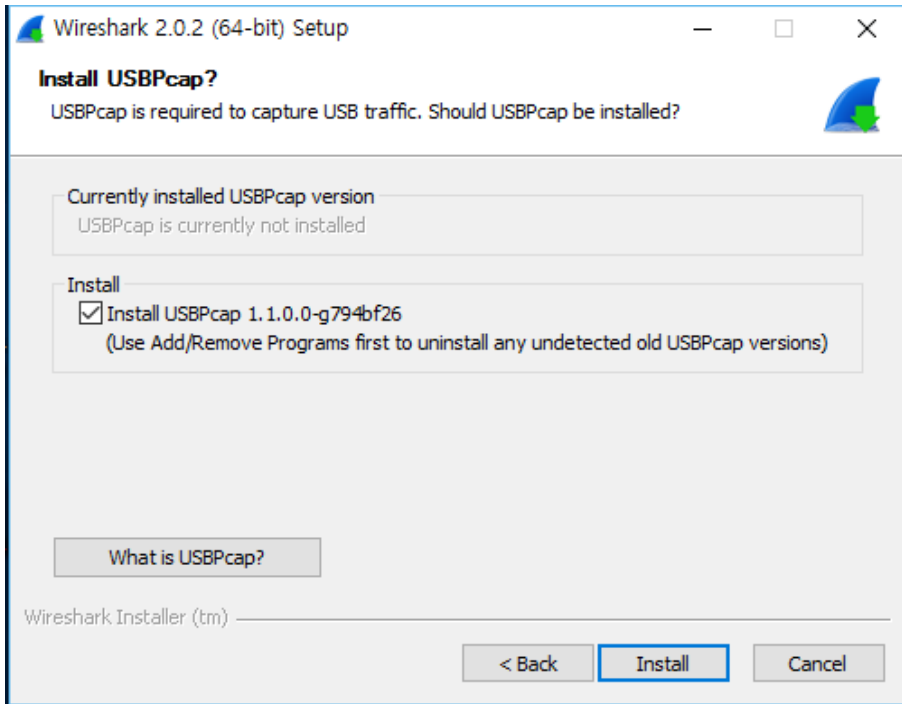 Wireshark 2.0.2 (64-bit) Setup
Install USBPcap?
USBPcap is required to capture USB traffic. Should USBPcap be installed?
Currently installed USBPcap version
USBPcap is currently not installed
Install
Install USBPcap 1.1.0.0-g794bf26
(Use Add/Remove Programs first to uninstall any undetected old USBPcap versions)
What is USBPcap?
Wireshark Installer (tm)
< Back Install Cancel